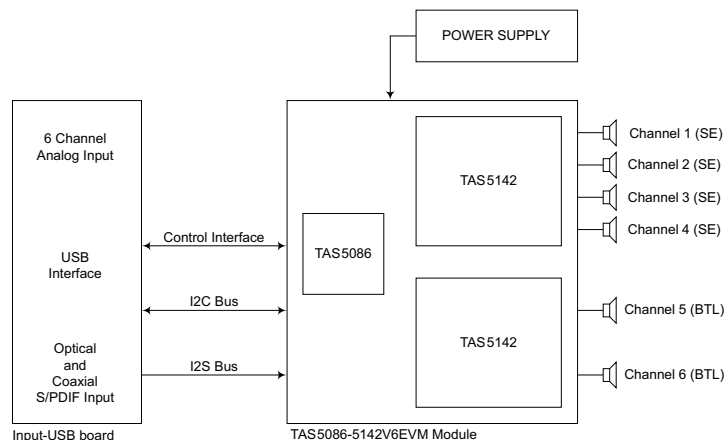 POWER SUPPLY
6 Channel
Analog Input
USB
Interface
Optical
and
Coaxial
S/PDIF Input
Input-USB board
Control Interface
I2C Bus
I2S Bus
TAS5086
TAS5142
TAS5142
TAS5086-5142V6EVM Module
Channel 1 (SE)
Channel 2 (SE)
Channel 3 (SE)
Channel 4 (SE)
Channel 5 (BTL)
Channel 6 (BTL)